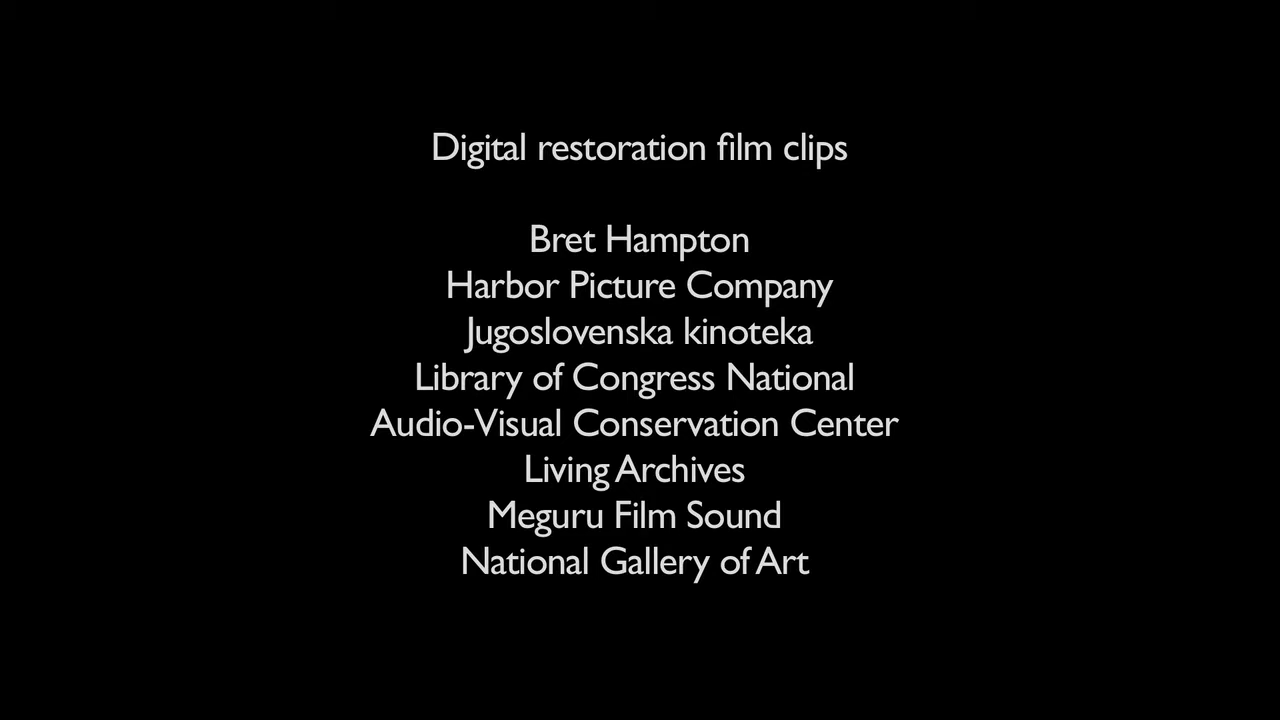 Digital restoration film clips
Bret Hampton
Harbor Picture Company
Jugoslovenska kinoteka
Library of Congress National
Audio-Visual Conservation Center
Living Archives
Meguru Film Sound
National Gallery of Art